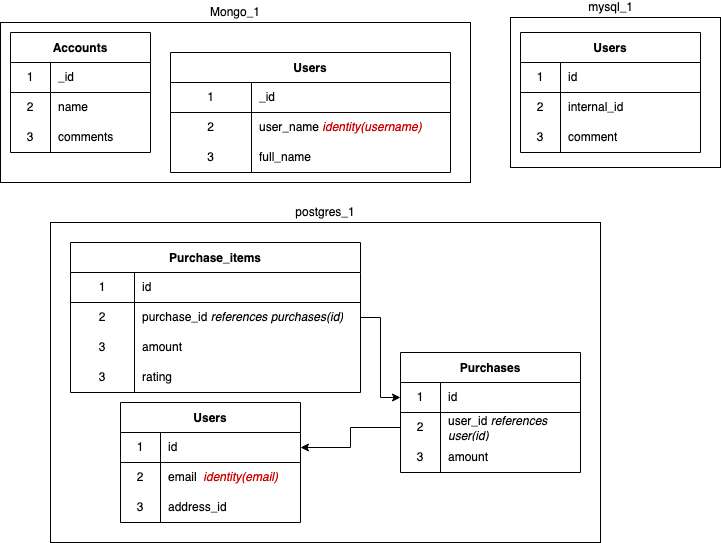 Mongo_1
Accounts
1 _id
2 name
3 comments
Users
1 _id
2 user_name identity(username)
3 full_name
mysql_1
Users
1 id
2 internal_id
3 comment
postgres_1
Purchase_items
1 id
2 purchase_id references purchases(id)
3 amount
3 rating
Purchases
1 id
2 user_id references
user(id)
3 amount
Users
1 id
2 email identity(email)
3 address_id